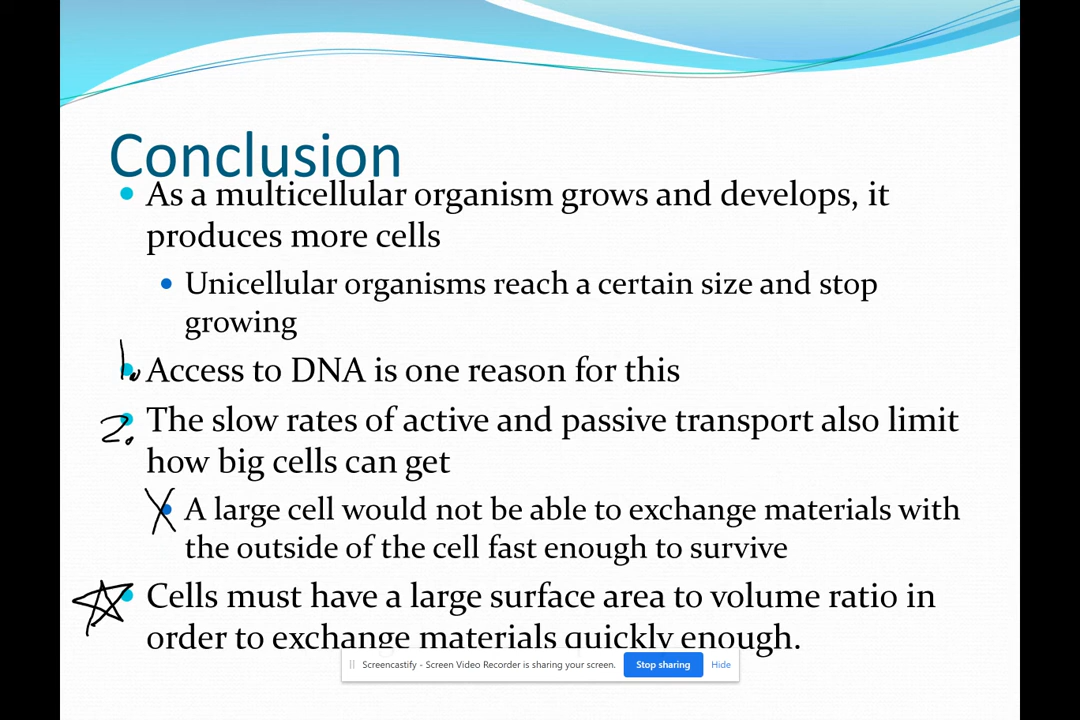 Conclusion
As a multicellular organism grows and develops, it
produces more cells
Unicellular organisms reach a certain size and stop
growing
1. Access to DNA is one reason for this
2. The slow rates of active and passive transport also limit
how big cells can get
X A large cell would not be able to exchange materials with
the outside of the cell fast enough to survive
Cells must have a large surface area to volume ratio in
order to exchange materials quickly enough.
Screencastify - Screen Video Recorder is sharing your screen. Stop sharing Hide